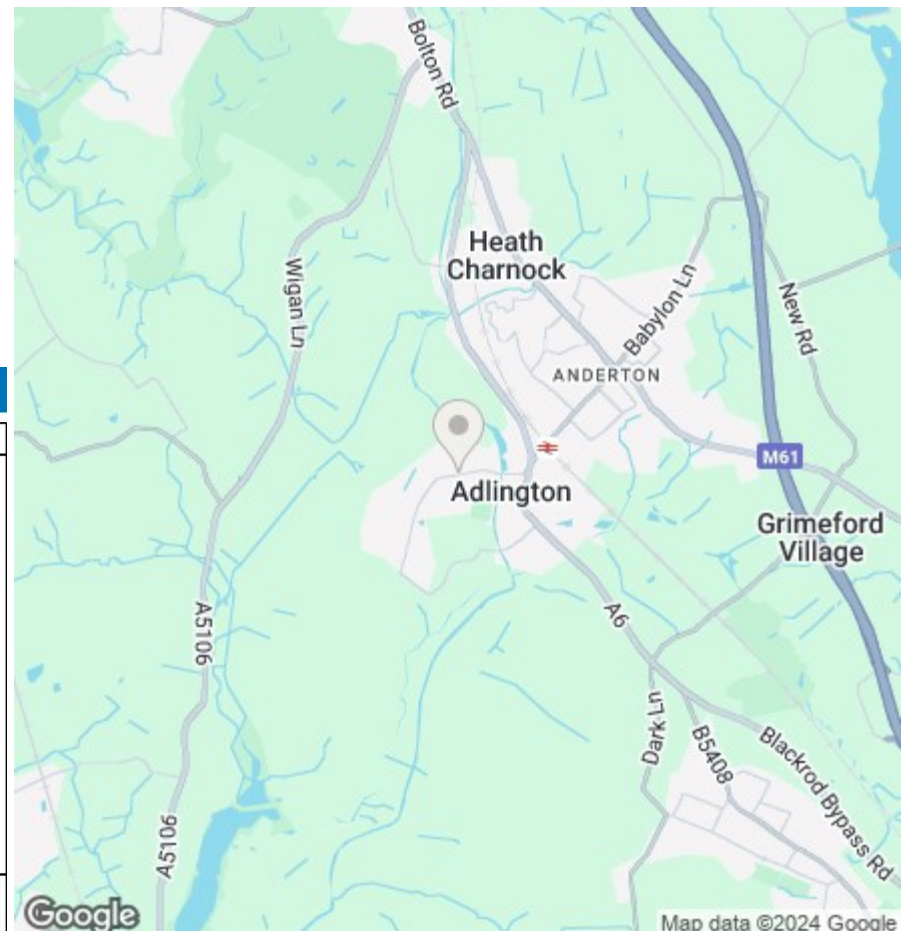 Bolton Rd
Heath
Charnock
Wigan Ln
Babylon Ln
New Rd
ANDERTON
M61
Adlington
Grimeford
Village
A5106
A6
Dark Ln
B5408
Blackrod Bypass Rd
A5106
Google
Map data ©2024 Google